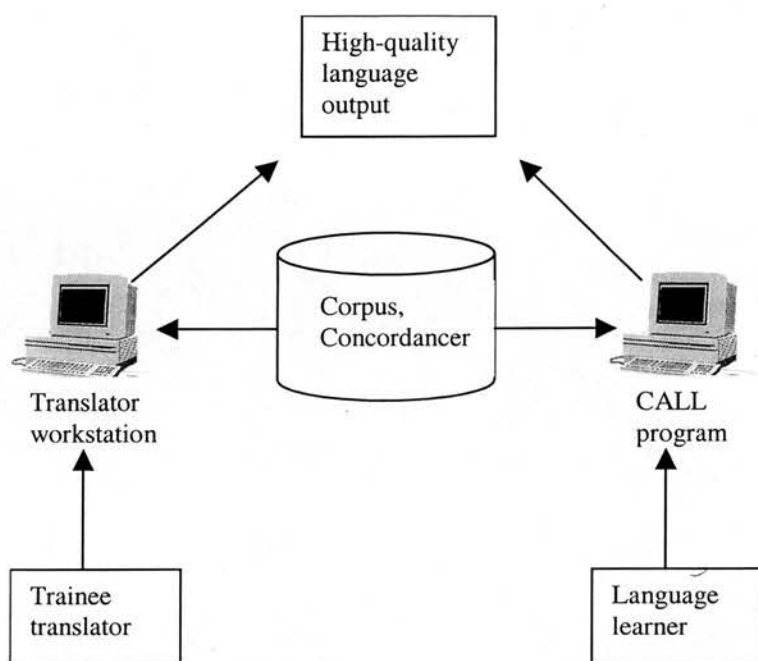 High-quality
language
output
Corpus,
Concordancer
Translator
workstation
CALL
program
Trainee
translator
Language
learner